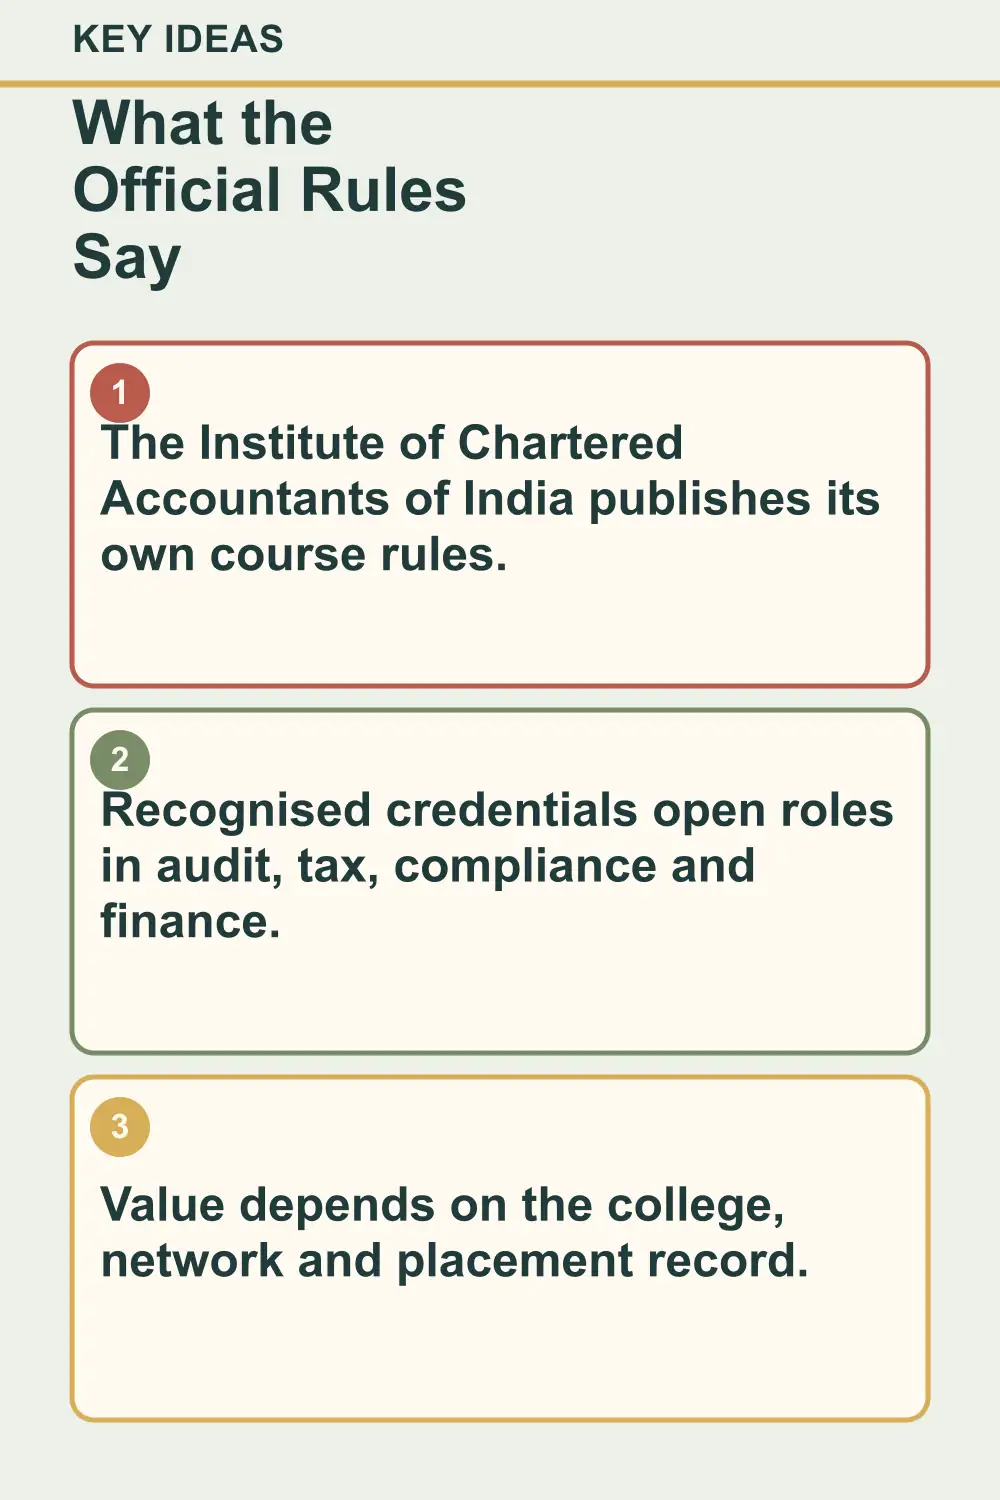 KEY IDEAS
What the
Official Rules
Say
1
The Institute of Chartered
Accountants of India publishes its
own course rules.
2
Recognised credentials open roles
in audit, tax, compliance and
finance.
3
Value depends on the college,
network and placement record.